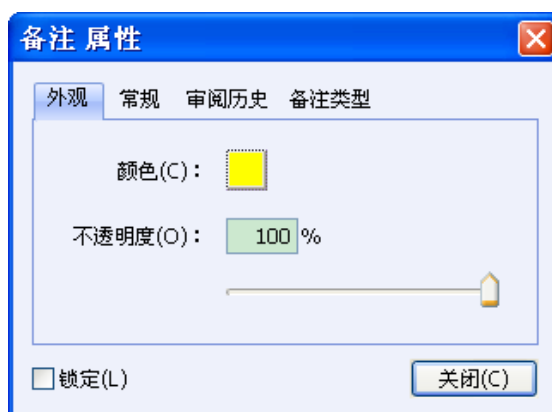 备注 属性
外观 常规 审阅历史 备注类型
颜色(C)：
不透明度(O)： 100 %
锁定(L) 关闭(C)